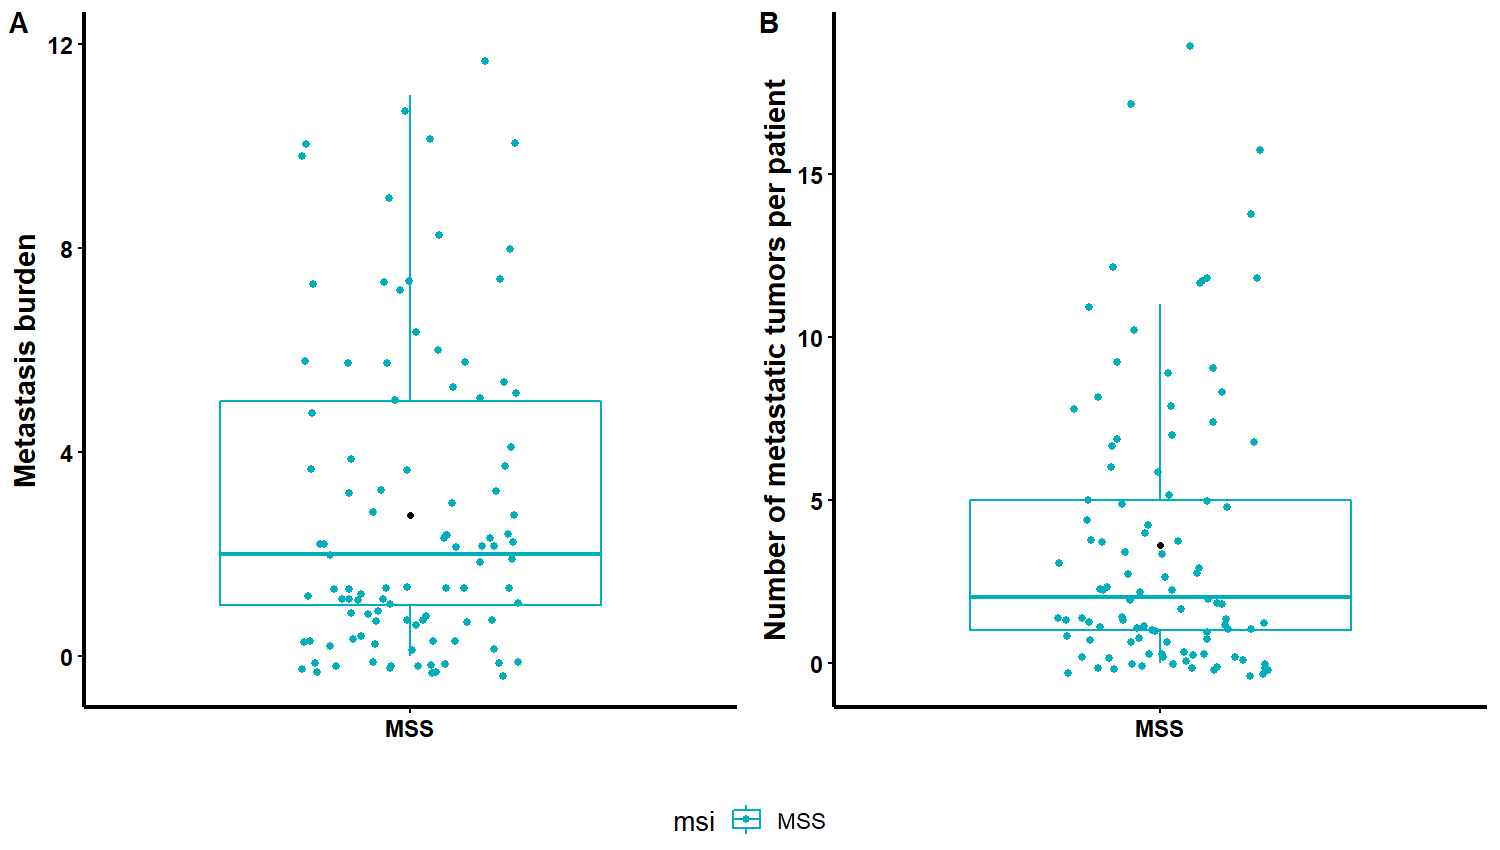 A
Metastasis burden
12
8
4
0
MSS
B
Number of metastatic tumors per patient
15
10
5
0
MSS
msi MSS